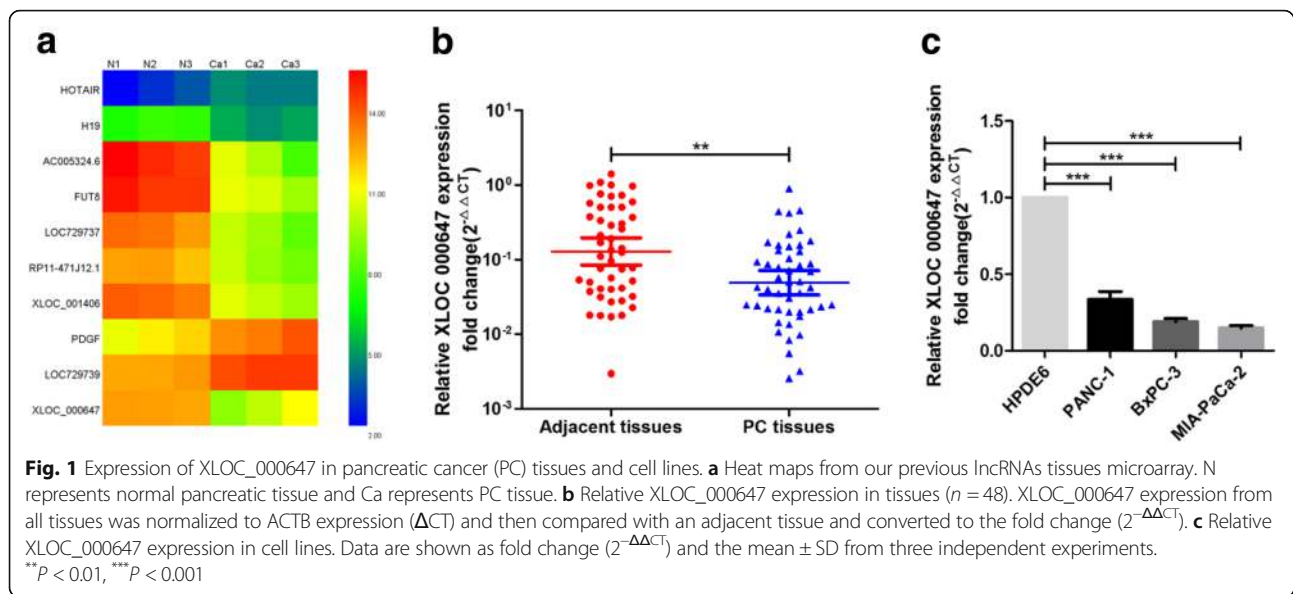 a
N1 N2 N3 Ca1 Ca2 Ca3
HOTAIR
H19
AC005324.6
FUT8
LOC729737
RP11-471J12.1
XLOC_001406
PDGF
LOC729739
XLOC_000647
14.00
11.00
8.00
5.00
2.00
b
Relative XLOC 000647 expression
fold change(2^-△△CT)
10^1
10^0
10^-1
10^-2
10^-3
**
Adjacent tissues
PC tissues
c
Relative XLOC 000647 expression
fold change(2^-△△CT)
1.5
1.0
0.5
0.0
***
***
***
HPDE6
PANC-1
BxPC-3
MIA-PaCa-2
Fig. 1 Expression of XLOC_000647 in pancreatic cancer (PC) tissues and cell lines. a Heat maps from our previous lncRNAs tissues microarray. N
represents normal pancreatic tissue and Ca represents PC tissue. b Relative XLOC_000647 expression in tissues (n = 48). XLOC_000647 expression from
all tissues was normalized to ACTB expression (ΔCT) and then compared with an adjacent tissue and converted to the fold change (2^−ΔΔCT). c Relative
XLOC_000647 expression in cell lines. Data are shown as fold change (2^−ΔΔCT) and the mean ± SD from three independent experiments.
**P < 0.01, ***P < 0.001